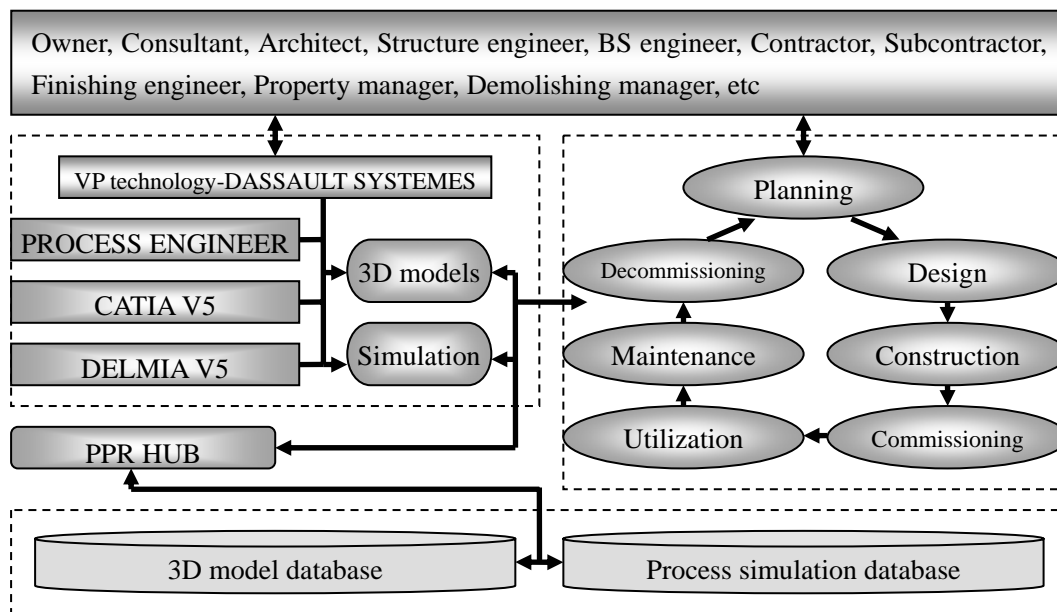 Owner, Consultant, Architect, Structure engineer, BS engineer, Contractor, Subcontractor,
Finishing engineer, Property manager, Demolishing manager, etc
VP technology-DASSAULT SYSTEMES
PROCESS ENGINEER
CATIA V5
DELMIA V5
3D models
Simulation
PPR HUB
Planning
Design
Construction
Commissioning
Utilization
Maintenance
Decommissioning
3D model database
Process simulation database